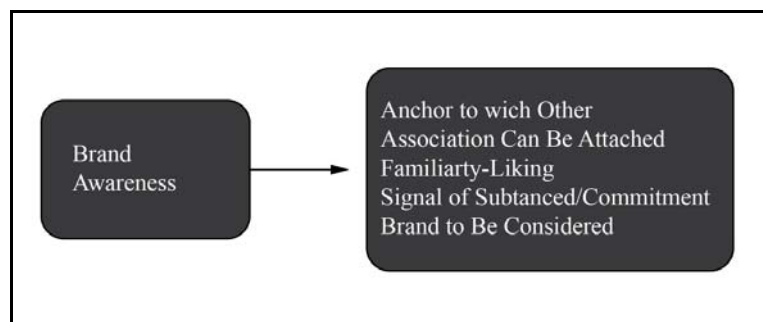 Brand
Awareness
Anchor to wich Other
Association Can Be Attached
Familiarty-Liking
Signal of Subtanced/Commitment
Brand to Be Considered